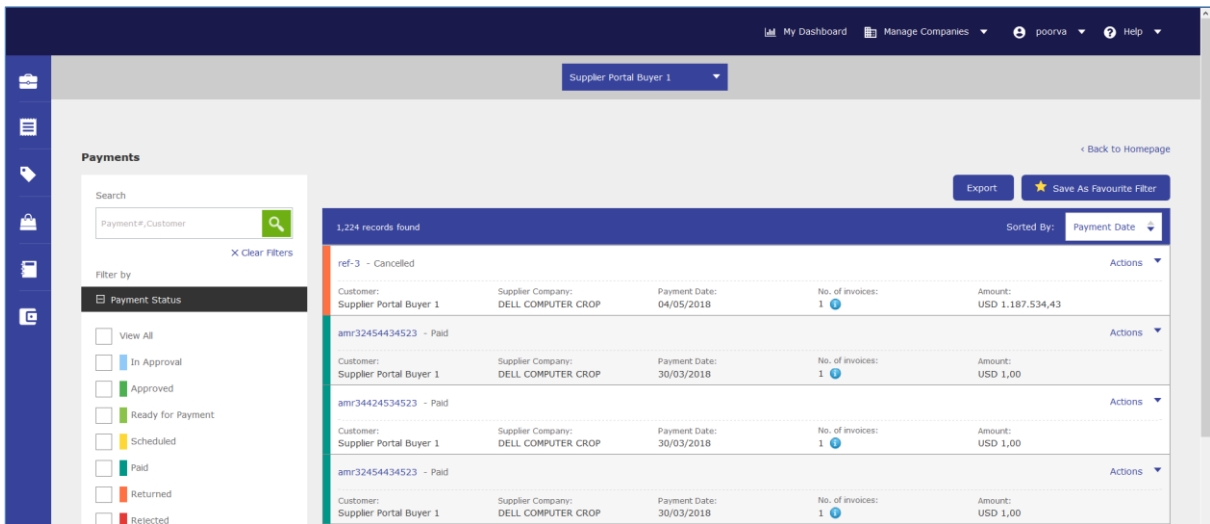 My Dashboard Manage Companies poorva Help
Supplier Portal Buyer 1
‹ Back to Homepage
Payments
Export Save As Favourite Filter
Search
Payment#,Customer
X Clear Filters
Filter by
Payment Status
View All
In Approval
Approved
Ready for Payment
Scheduled
Paid
Returned
Rejected
1,224 records found Sorted By: Payment Date
ref-3 - Cancelled Actions
Customer: Supplier Company: Payment Date: No. of invoices: Amount:
Supplier Portal Buyer 1 DELL COMPUTER CROP 04/05/2018 1 USD 1.187.534,43
amr32454434523 - Paid Actions
Customer: Supplier Company: Payment Date: No. of invoices: Amount:
Supplier Portal Buyer 1 DELL COMPUTER CROP 30/03/2018 1 USD 1,00
amr34424534523 - Paid Actions
Customer: Supplier Company: Payment Date: No. of invoices: Amount:
Supplier Portal Buyer 1 DELL COMPUTER CROP 30/03/2018 1 USD 1,00
amr32454434523 - Paid Actions
Customer: Supplier Company: Payment Date: No. of invoices: Amount:
Supplier Portal Buyer 1 DELL COMPUTER CROP 30/03/2018 1 USD 1,00